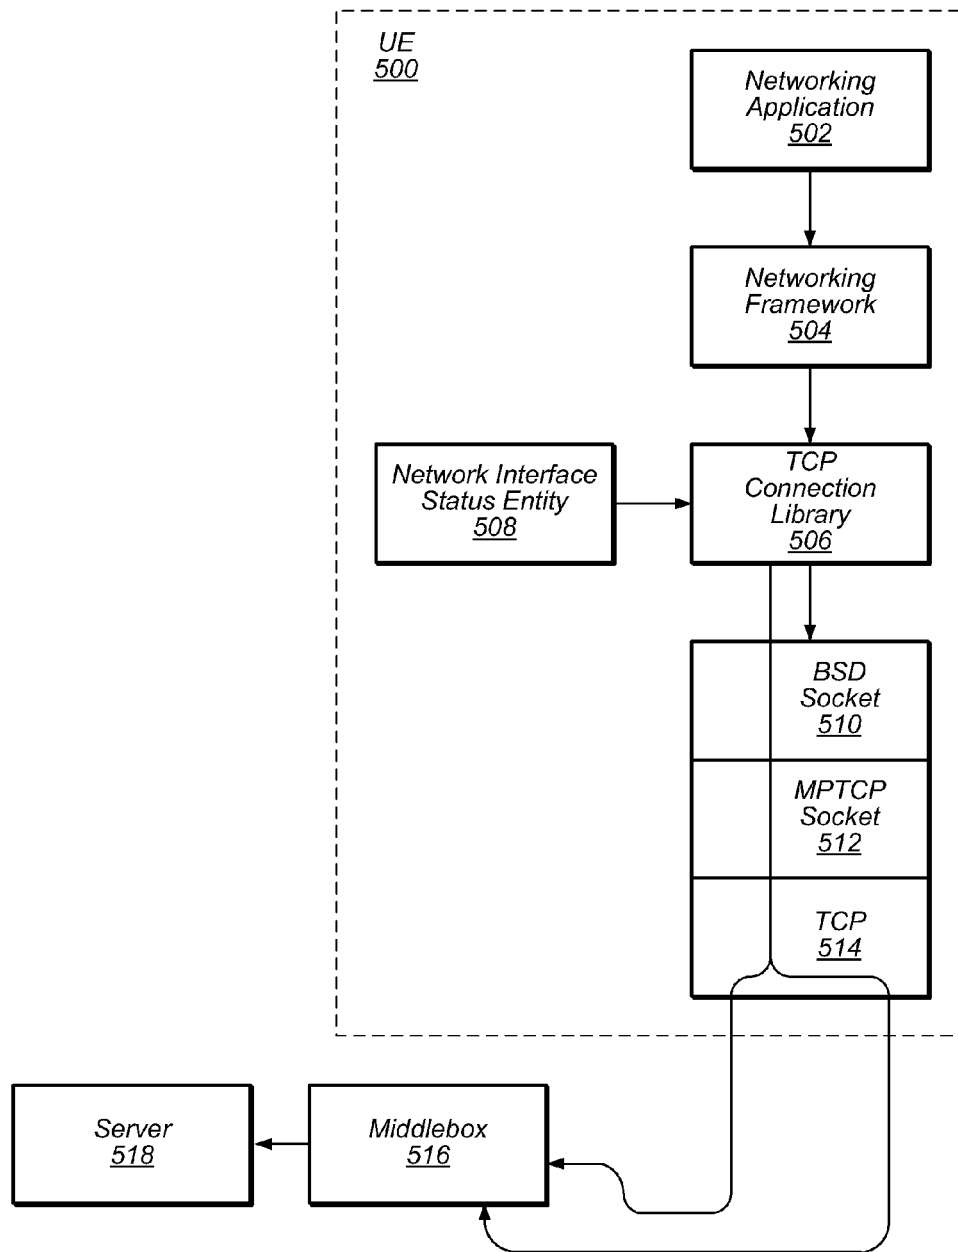 UE
500
Networking
Application
502
Networking
Framework
504
Network Interface
Status Entity
508
TCP
Connection
Library
506
BSD
Socket
510
MPTCP
Socket
512
TCP
514
Server
518
Middlebox
516